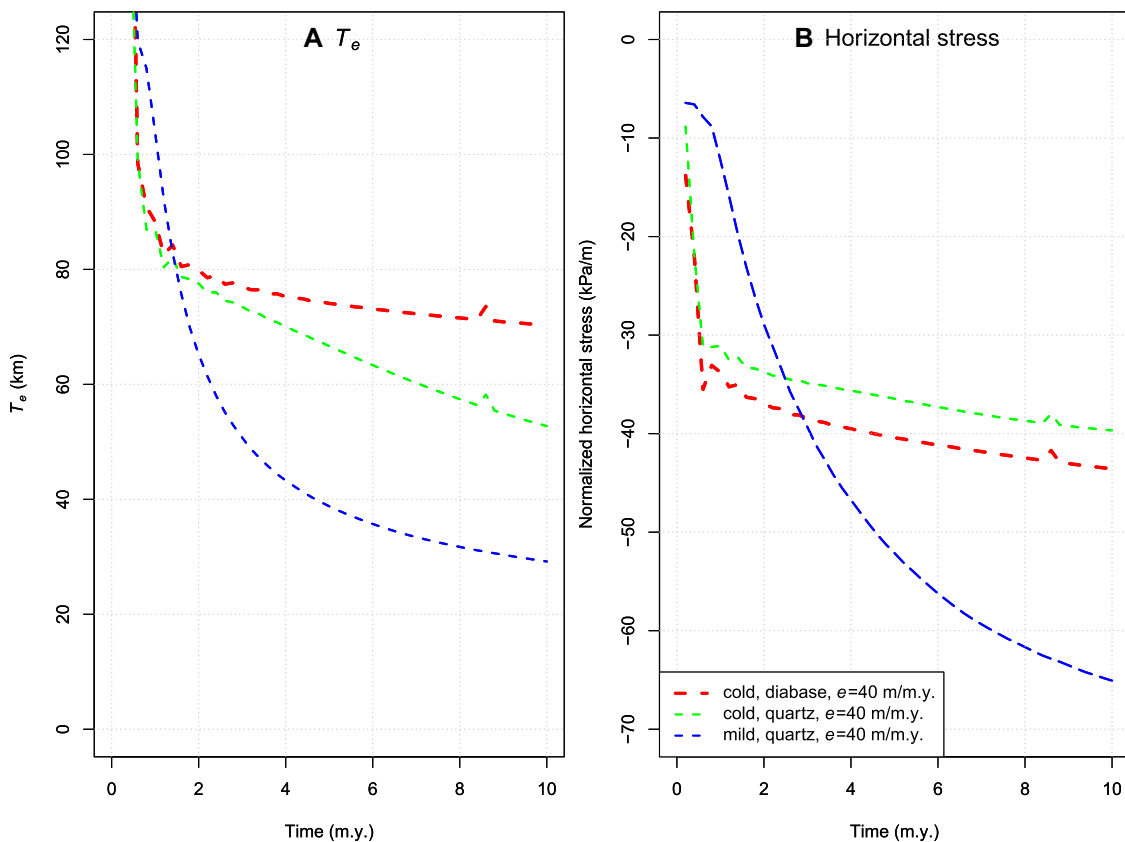 A Te
120
100
80
60
40
20
0
Te (km)
0 2 4 6 8 10
Time (m.y.)
B Horizontal stress
0
−10
−20
−30
−40
−50
−60
−70
Normalized horizontal stress (kPa/m)
cold, diabase, e=40 m/m.y.
cold, quartz, e=40 m/m.y.
mild, quartz, e=40 m/m.y.
0 2 4 6 8 10
Time (m.y.)